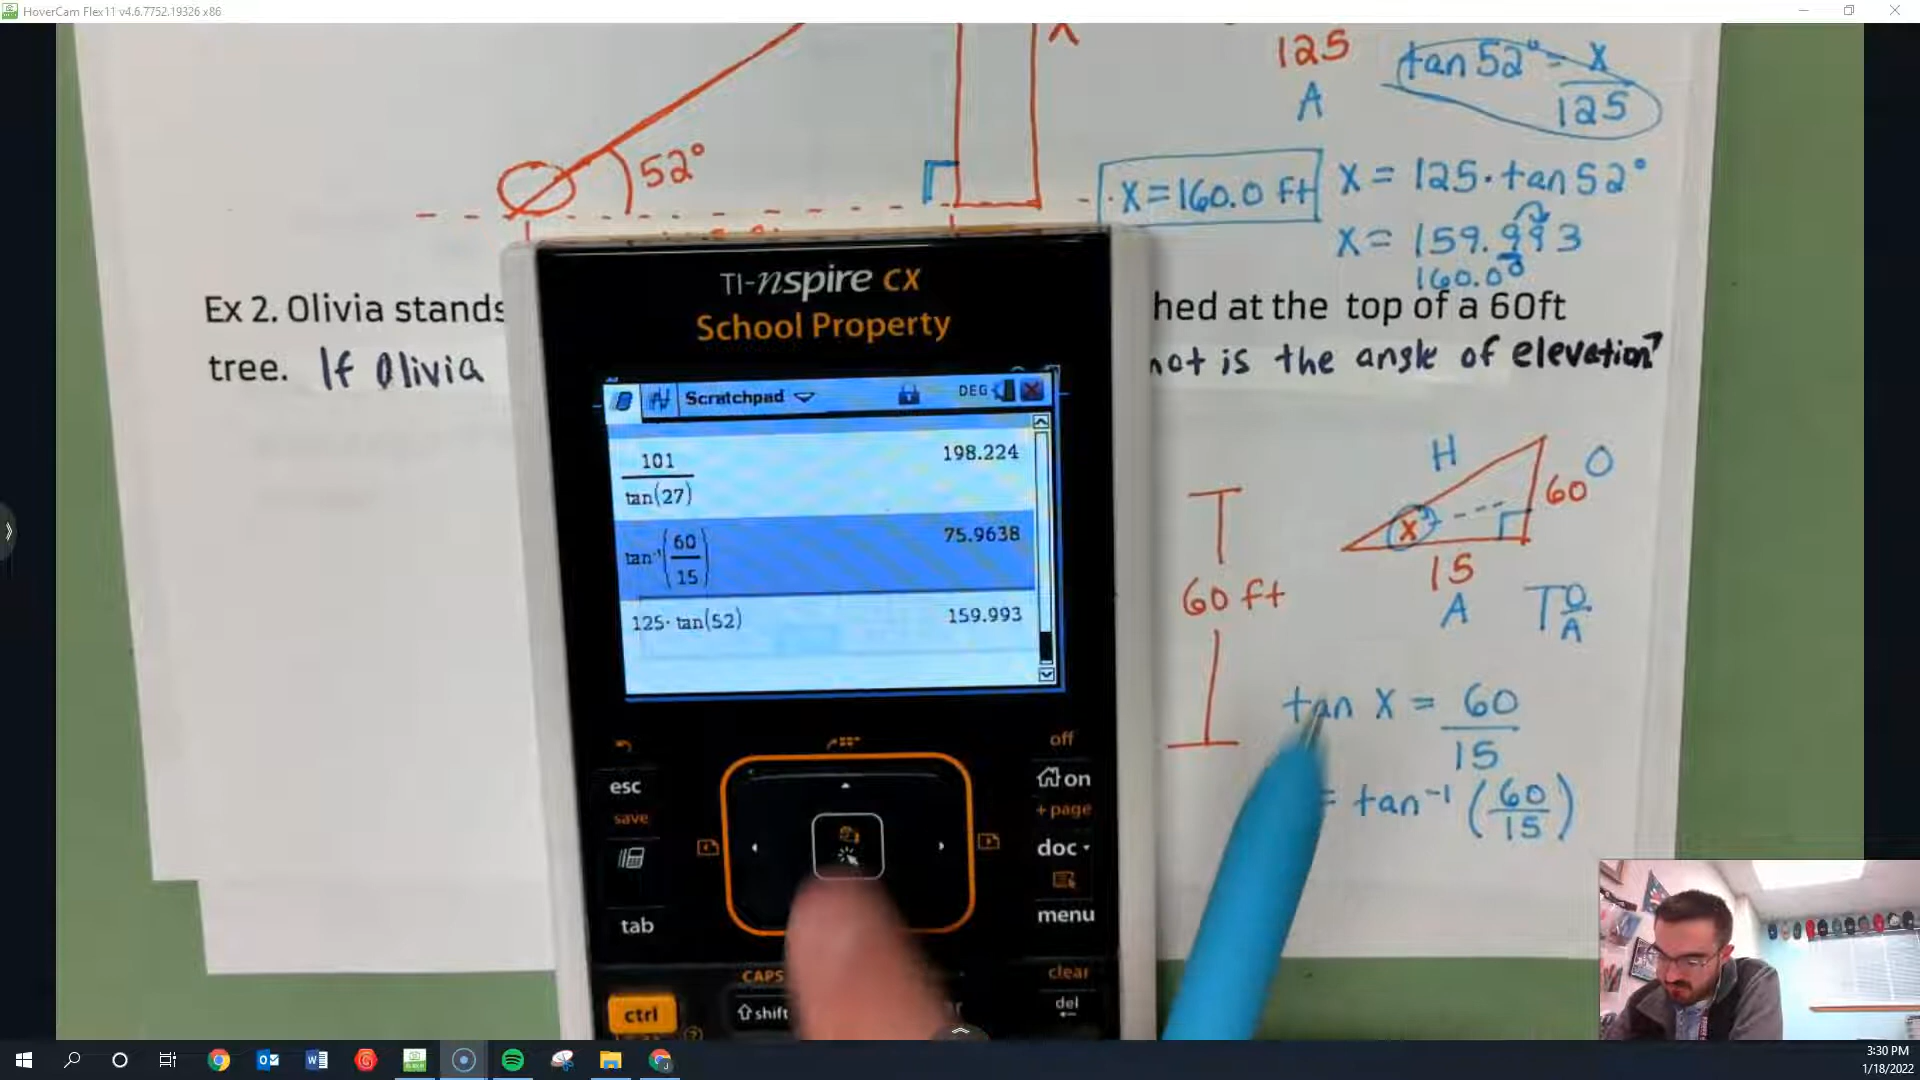 HoverCam Flex11 v4.6.7752.19326 x86
x
125
A
tan 52° = x
125
52°
x = 160.0 ft
x = 125 · tan 52°
x = 159.993
160.0
Ex 2. Olivia stands
hed at the top of a 60ft
tree. If Olivia
is the angle of elevation?
TI-nspire CX
School Property
Scratchpad
DEG
101
tan(27)
198.224
tan⁻¹(60
15)
75.9638
125·tan(52)
159.993
60 ft
H
O
60
x
15
A
T O
A
tan x = 60
15
= tan⁻¹ (60
15)
off
esc
save
on
+ page
doc
tab
menu
CAPS
clear
ctrl
shift
del
3:30 PM
1/18/2022